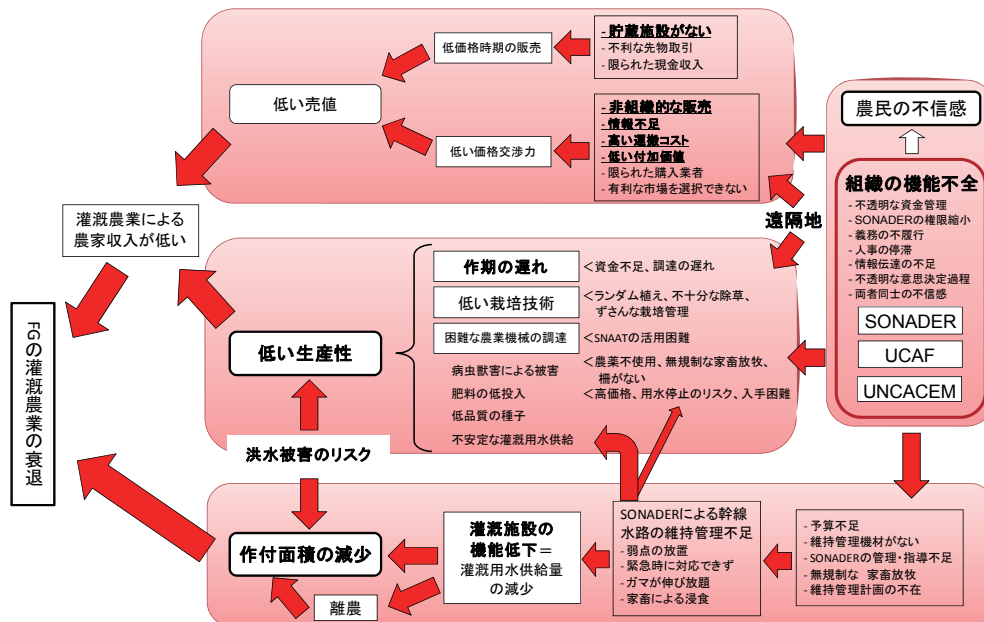 低価格時期の販売
- 貯蔵施設がない
- 不利な先物取引
- 限られた現金収入
低い売値
低い価格交渉力
- 非組織的な販売
- 情報不足
- 高い運搬コスト
- 低い付加価値
- 限られた購入業者
- 有利な市場を選択できない
農民の不信感
組織の機能不全
- 不透明な資金管理
- SONADERの権限縮小
- 義務の不履行
- 人事の停滞
- 情報伝達の不足
- 不透明な意思決定過程
- 両者同士の不信感
SONADER
UCAF
UNCACEM
遠隔地
灌漑農業による
農家収入が低い
FGの灌漑農業の衰退
低い生産性
作期の遅れ
<資金不足、調達の遅れ
低い栽培技術
<ランダム植え、不十分な除草、
ずさんな栽培管理
困難な農業機械の調達
<SNAATの活用困難
病虫獣害による被害
<農薬不使用、無規制な家畜放牧、
柵がない
肥料の低投入
<高価格、用水停止のリスク、入手困難
低品質の種子
不安定な灌漑用水供給
洪水被害のリスク
作付面積の減少
離農
灌漑施設の
機能低下＝
灌漑用水供給量
の減少
SONADERによる幹線
水路の維持管理不足
- 弱点の放置
- 緊急時に対応できず
- ガマが伸び放題
- 家畜による浸食
- 予算不足
- 維持管理機材がない
- SONADERの管理・指導不足
- 無規制な 家畜放牧
- 維持管理計画の不在